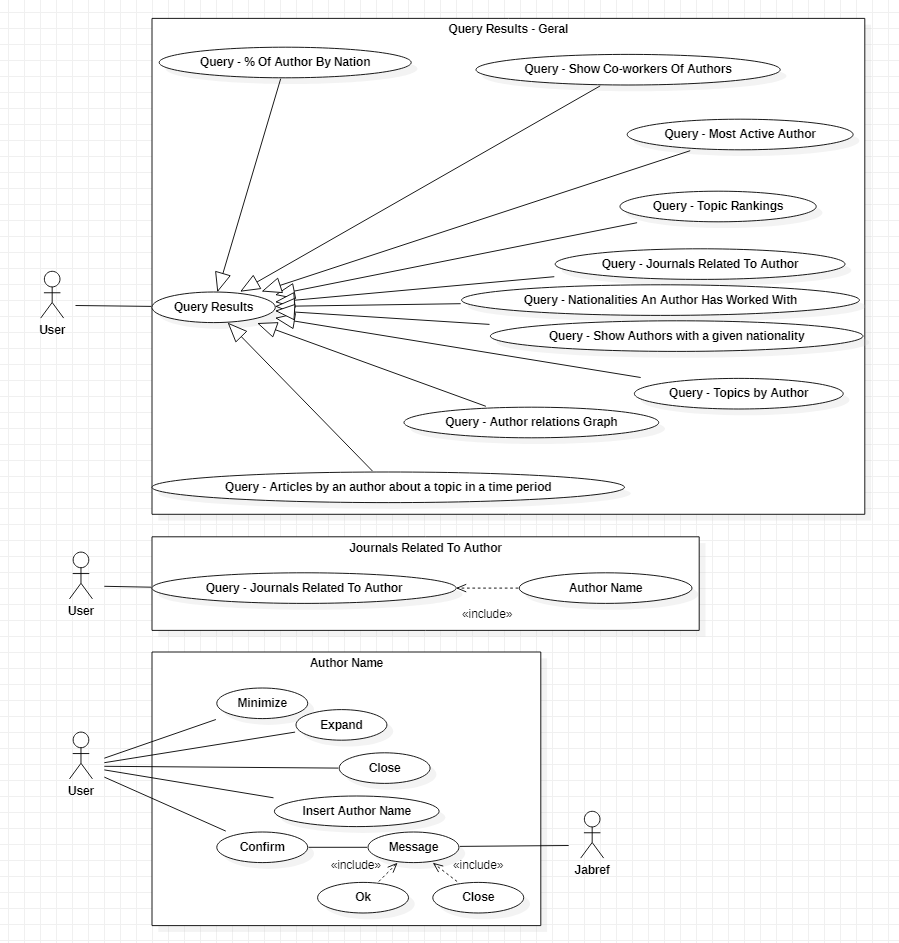 Query Results - Geral
Query - % Of Author By Nation
Query - Show Co-workers Of Authors
Query - Most Active Author
Query - Topic Rankings
Query - Journals Related To Author
Query - Nationalities An Author Has Worked With
Query Results
User
Query - Show Authors with a given nationality
Query - Topics by Author
Query - Author relations Graph
Query - Articles by an author about a topic in a time period
Journals Related To Author
Query - Journals Related To Author
Author Name
User
«include»
Author Name
Minimize
Expand
Close
User
Insert Author Name
Confirm
Message
«include»
«include»
Jabref
Ok
Close